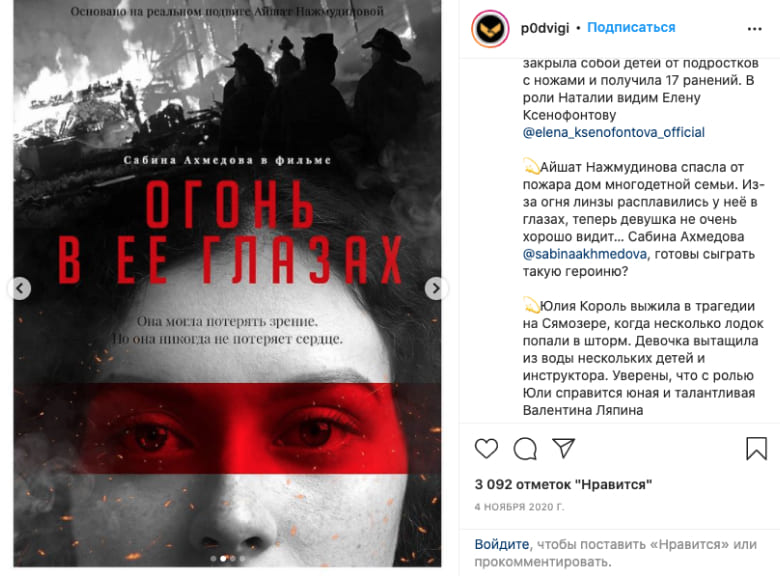 Основано на реальном подвиге Айшат Нажмудиновой
Сабина Ахмедова в фильме
ОГОНЬ
В ЕЕ ГЛАЗАХ
Она могла потерять зрение.
Но она никогда не потеряет сердце.
p0dvigi • Подписаться
закрыла собой детей от подростков
с ножами и получила 17 ранений. В
роли Наталии видим Елену
Ксенофонтову
@elena_ksenofontova_official
💫Айшат Нажмудинова спасла от
пожара дом многодетной семьи. Из-
за огня линзы расплавились у неё в
глазах, теперь девушка не очень
хорошо видит... Сабина Ахмедова
@sabinaakhmedova, готовы сыграть
такую героиню?
💫Юлия Король выжила в трагедии
на Сямозере, когда несколько лодок
попали в шторм. Девочка вытащила
из воды нескольких детей и
инструктора. Уверены, что с ролью
Юли справится юная и талантливая
Валентина Ляпина
3 092 отметок "Нравится"
4 НОЯБРЯ 2020 Г.
Войдите, чтобы поставить «Нравится» или
прокомментировать.